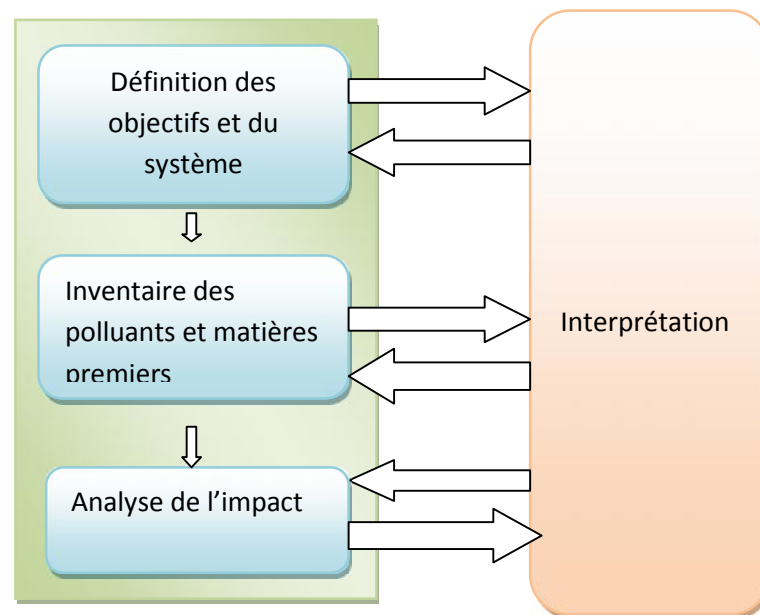 Définition des
objectifs et du
système
Inventaire des
polluants et matières
premiers
Analyse de l’impact
Interprétation